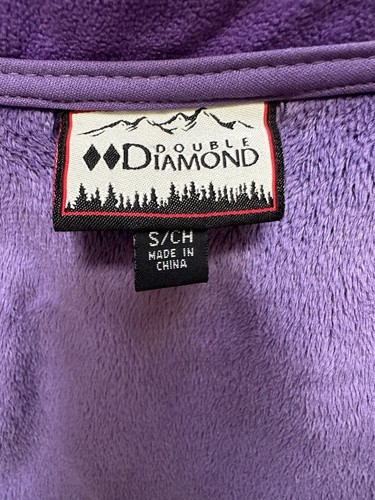 DOUBLE
DIAMOND
S/CH
MADE IN
CHINA